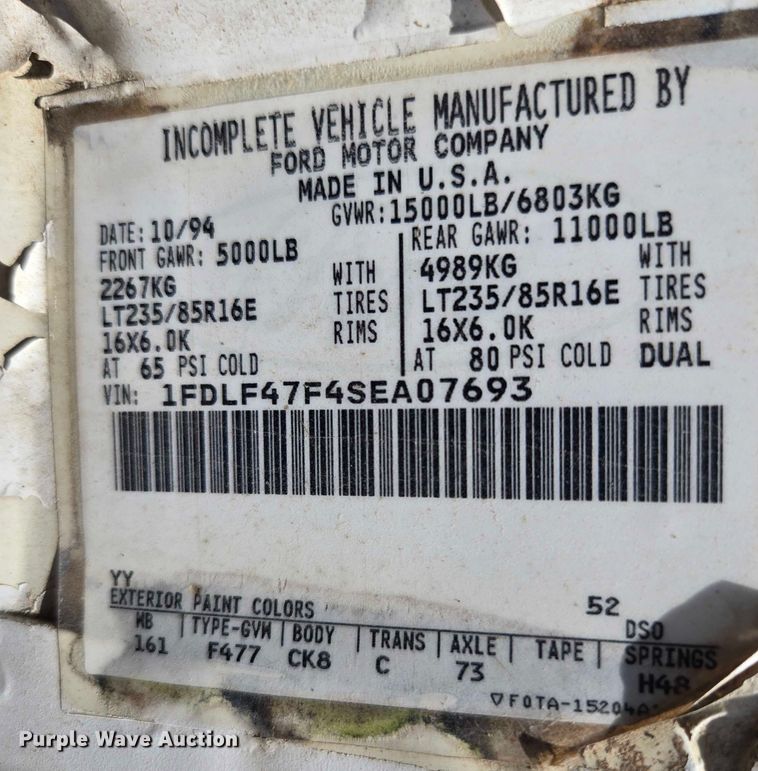 INCOMPLETE VEHICLE MANUFACTURED BY
FORD MOTOR COMPANY
MADE IN U.S.A.
DATE: 10/94 GVWR:15000LB/6803KG
FRONT GAWR: 5000LB REAR GAWR: 11000LB
2267KG WITH 4989KG WITH
LT235/85R16E TIRES LT235/85R16E TIRES
16X6.0K RIMS 16X6.0K RIMS
AT 65 PSI COLD AT 80 PSI COLD DUAL
VIN: 1FDLF47F4SEA07693
YY
EXTERIOR PAINT COLORS 52 DSO
WB TYPE-GVW BODY TRANS AXLE TAPE SPRINGS
161 F477 CK8 C 73 H48
F0TA-15204A
Purple Wave Auction